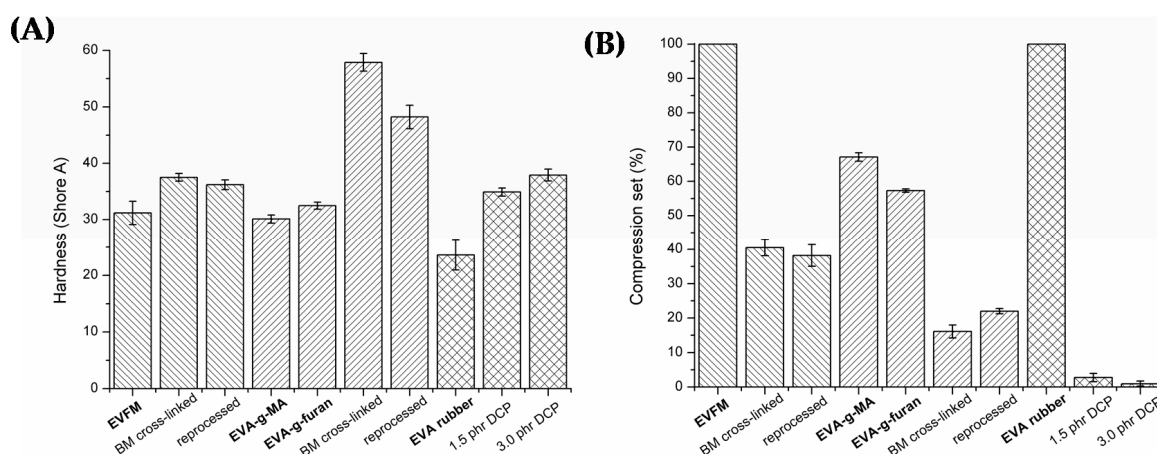 (A)
60
50
40
30
20
10
0
Hardness (Shore A)
EVFM
BM cross-linked
reprocessed
EVA-g-MA
EVA-g-furan
BM cross-linked
reprocessed
EVA rubber
1.5 phr DCP
3.0 phr DCP
(B)
100
90
80
70
60
50
40
30
20
10
0
Compression set (%)
EVFM
BM cross-linked
reprocessed
EVA-g-MA
EVA-g-furan
BM cross-linked
reprocessed
EVA rubber
1.5 phr DCP
3.0 phr DCP